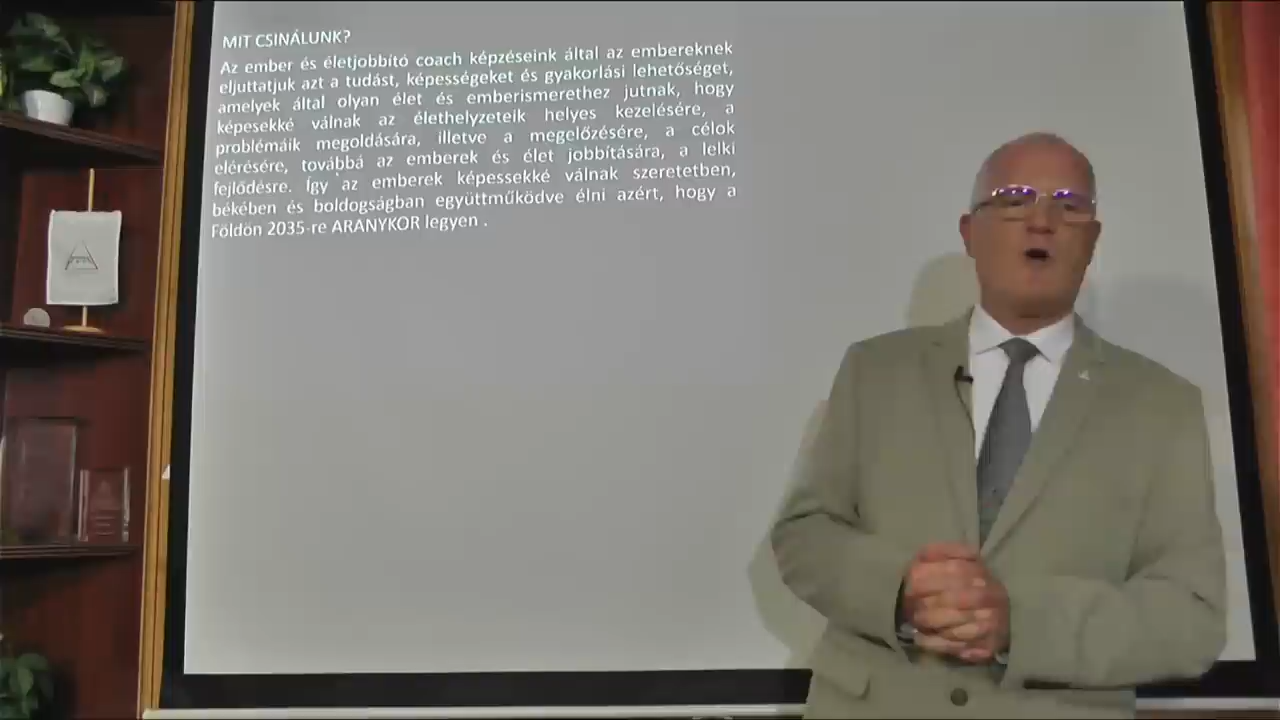 MIT CSINÁLUNK?
Az ember és életjobbító coach képzéseink által az embereknek
eljuttatjuk azt a tudást, képességeket és gyakorlási lehetőséget,
amelyek által olyan élet és emberismerethez jutnak, hogy
képesekké válnak az élethelyzeteik helyes kezelésére, a
problémáik megoldására, illetve a megelőzésére, a célok
elérésére, továbbá az emberek és élet jobbítására, a lelki
fejlődésre. Így az emberek képessekké válnak szeretetben,
békében és boldogságban együttműködve élni azért, hogy a
Földön 2035-re ARANYKOR legyen .